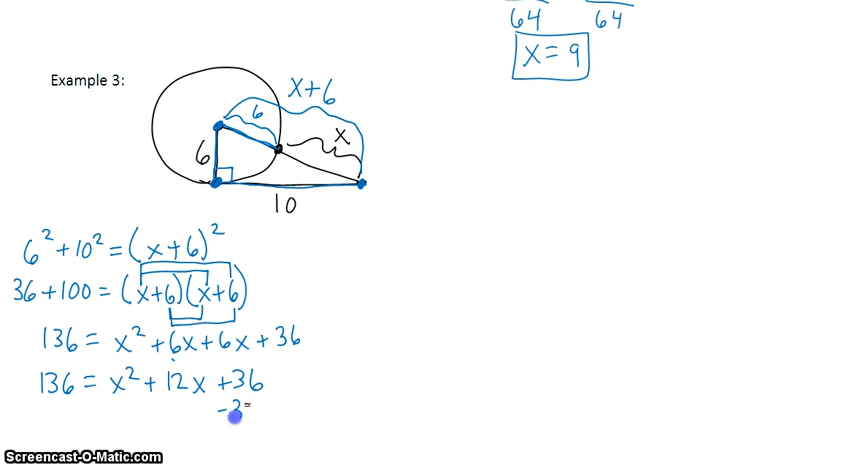 64 64
x = 9
Example 3:
x+6
6
x
6
10
6² + 10² = (x+6)²
36 + 100 = (x+6)(x+6)
136 = x² + 6x + 6x + 36
136 = x² + 12x + 36
-3
Screencast-O-Matic.com